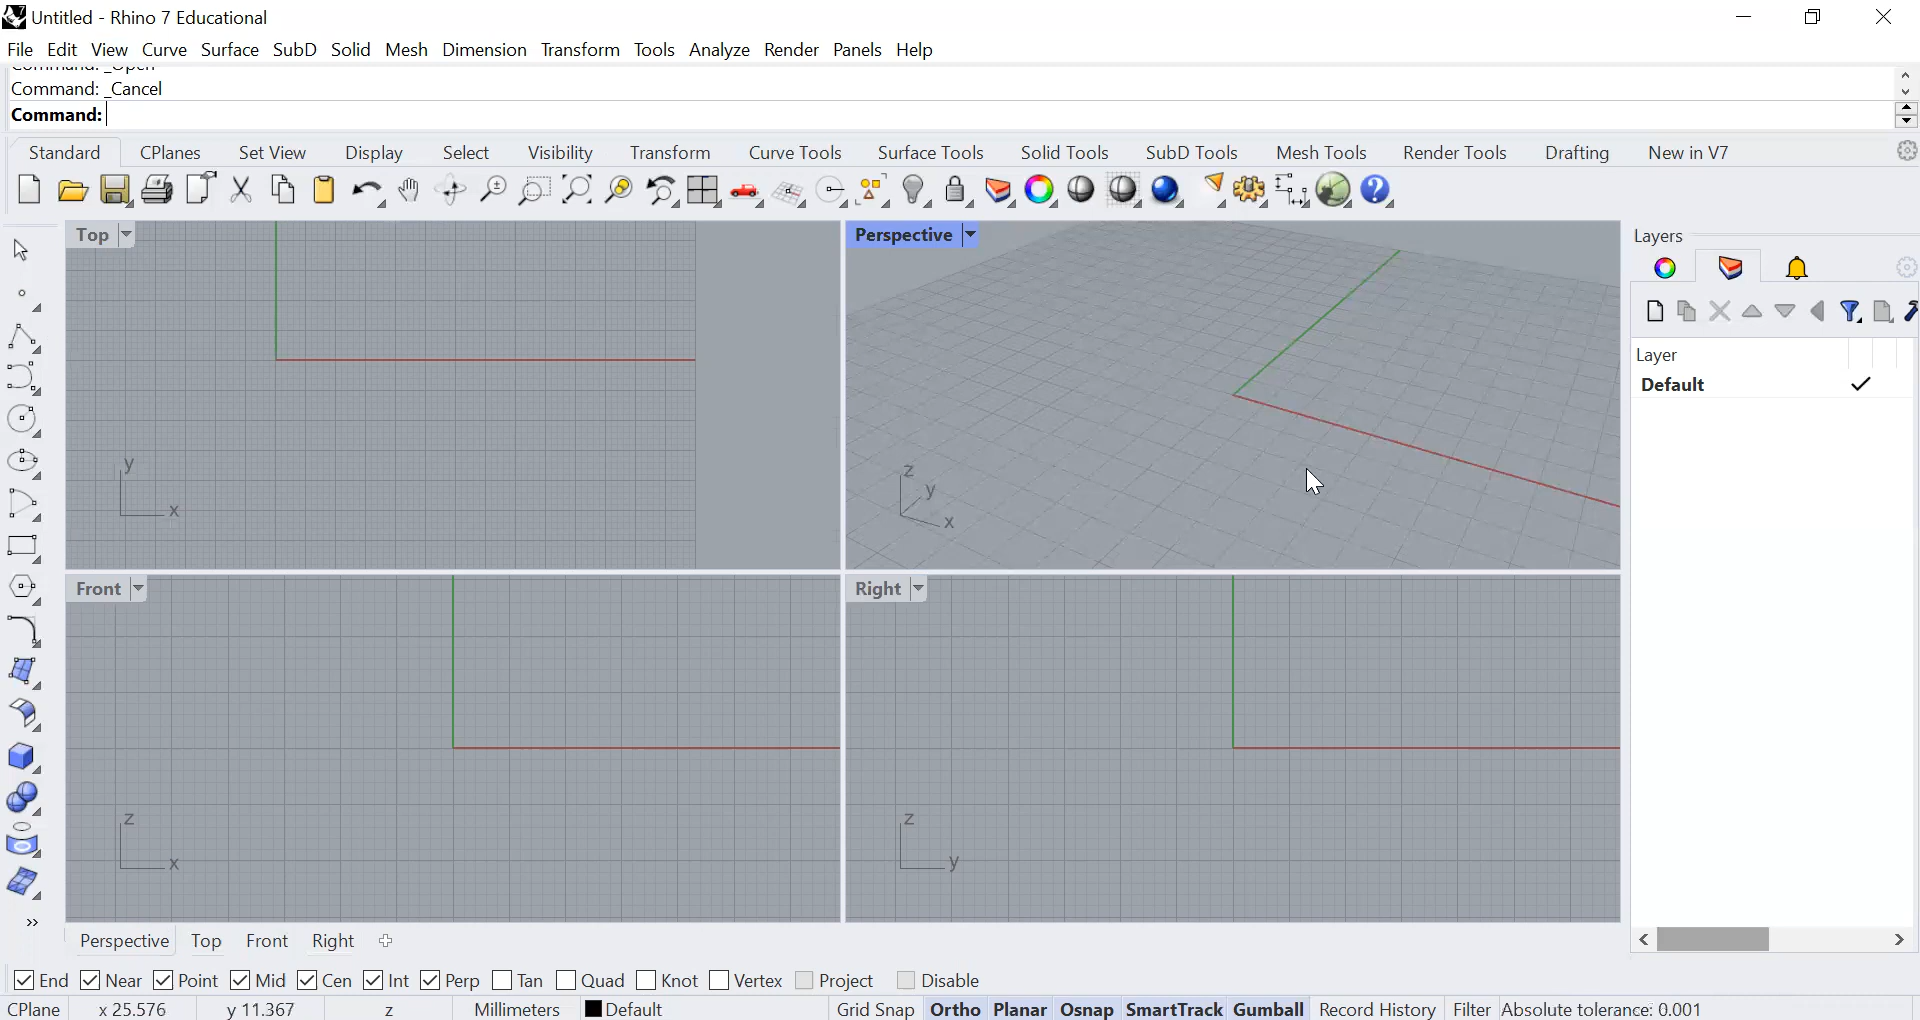 Untitled - Rhino 7 Educational
File Edit View Curve Surface SubD Solid Mesh Dimension Transform Tools Analyze Render Panels Help
Command: _Open
Command: _Cancel
Command:
Standard CPlanes Set View Display Select Visibility Transform Curve Tools Surface Tools Solid Tools SubD Tools Mesh Tools Render Tools Drafting New in V7
Top Perspective Layers
Layer
Default
y x
z y x
Front Right
z x
z y
Perspective Top Front Right
End Near Point Mid Cen Int Perp Tan Quad Knot Vertex Project Disable
CPlane x 25.576 y 11.367 z Millimeters Default Grid Snap Ortho Planar Osnap SmartTrack Gumball Record History Filter Absolute tolerance: 0.001